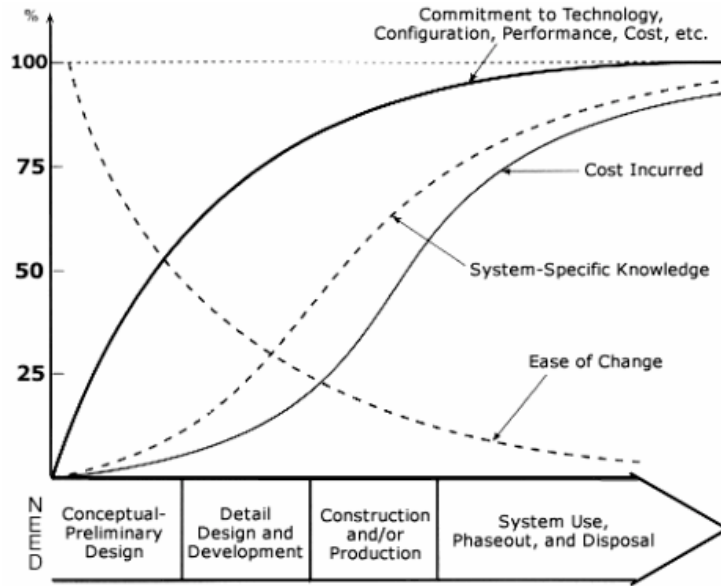 %
Commitment to Technology,
Configuration, Performance, Cost, etc.
100
75
Cost Incurred
50
System-Specific Knowledge
25
Ease of Change
NEED
Conceptual-
Preliminary
Design
Detail
Design and
Development
Construction
and/or
Production
System Use,
Phaseout, and Disposal